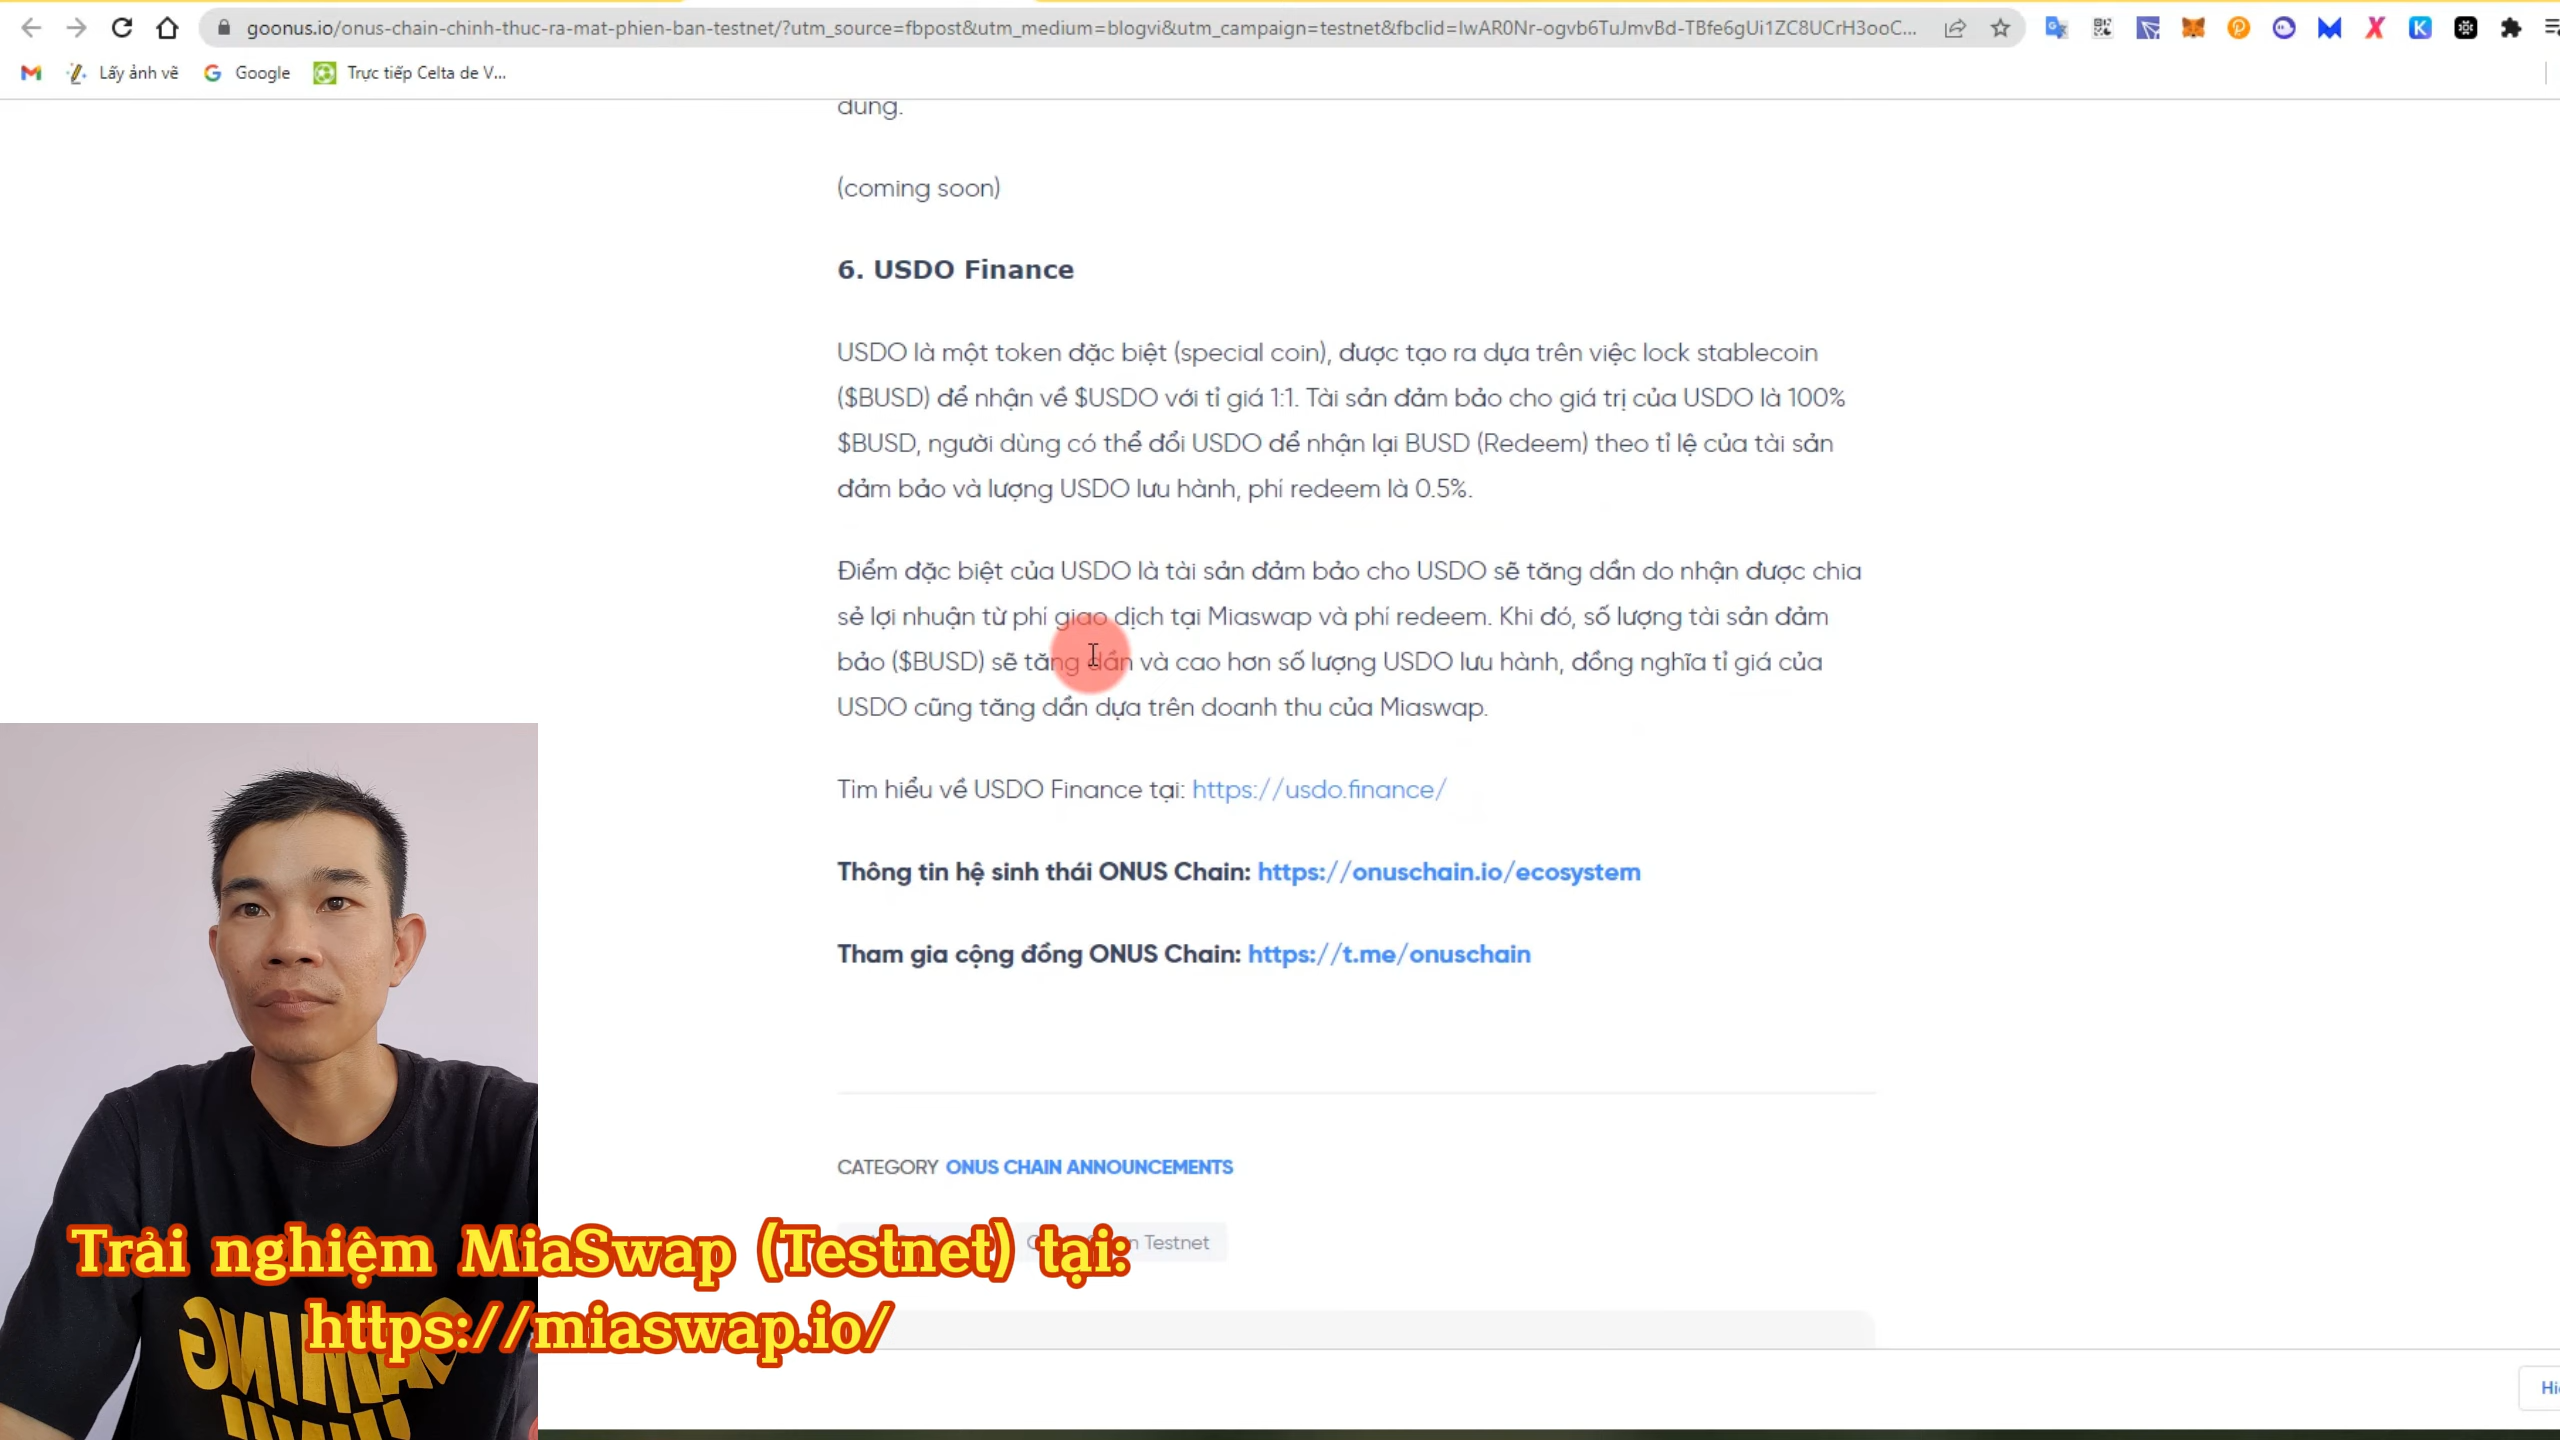 goonus.io/onus-chain-chinh-thuc-ra-mat-phien-ban-testnet/?utm_source=fbpost&utm_medium=blogvi&utm_campaign=testnet&fbclid=IwAR0Nr-ogvb6TuJmvBd-TBfe6gUi1ZC8UCrH3ooC...
Lấy ảnh vẽ Google Trực tiếp Celta de V...
dung.
(coming soon)
6. USDO Finance
USDO là một token đặc biệt (special coin), được tạo ra dựa trên việc lock stablecoin
($BUSD) để nhận về $USDO với tỉ giá 1:1. Tài sản đảm bảo cho giá trị của USDO là 100%
$BUSD, người dùng có thể đổi USDO để nhận lại BUSD (Redeem) theo tỉ lệ của tài sản
đảm bảo và lượng USDO lưu hành, phí redeem là 0.5%.
Điểm đặc biệt của USDO là tài sản đảm bảo cho USDO sẽ tăng dần do nhận được chia
sẻ lợi nhuận từ phí giao dịch tại Miaswap và phí redeem. Khi đó, số lượng tài sản đảm
bảo ($BUSD) sẽ tăng dần và cao hơn số lượng USDO lưu hành, đồng nghĩa tỉ giá của
USDO cũng tăng dần dựa trên doanh thu của Miaswap.
Tìm hiểu về USDO Finance tại: https://usdo.finance/
Thông tin hệ sinh thái ONUS Chain: https://onuschain.io/ecosystem
Tham gia cộng đồng ONUS Chain: https://t.me/onuschain
CATEGORY ONUS CHAIN ANNOUNCEMENTS
Testnet
Trải nghiệm MiaSwap (Testnet) tại:
https://miaswap.io/